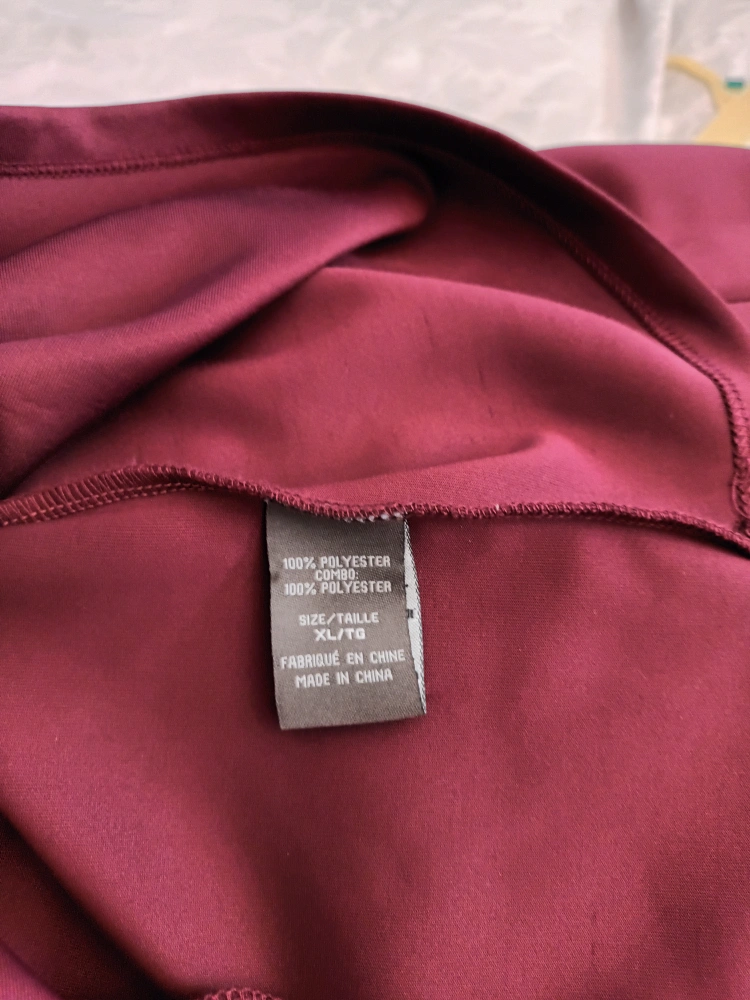 100% POLYESTER
COMBO:
100% POLYESTER
SIZE/TAILLE
XL/TG
FABRIQUÉ EN CHINE
MADE IN CHINA